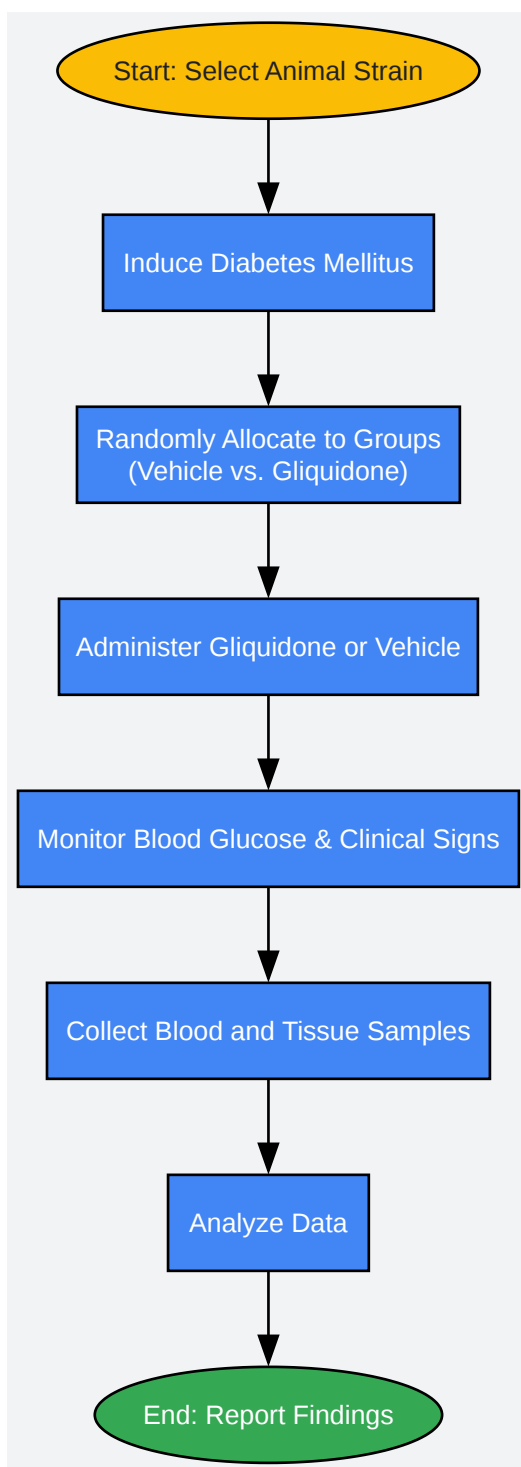 Start: Select Animal Strain
Induce Diabetes Mellitus
Randomly Allocate to Groups
(Vehicle vs. Gliquidone)
Administer Gliquidone or Vehicle
Monitor Blood Glucose & Clinical Signs
Collect Blood and Tissue Samples
Analyze Data
End: Report Findings